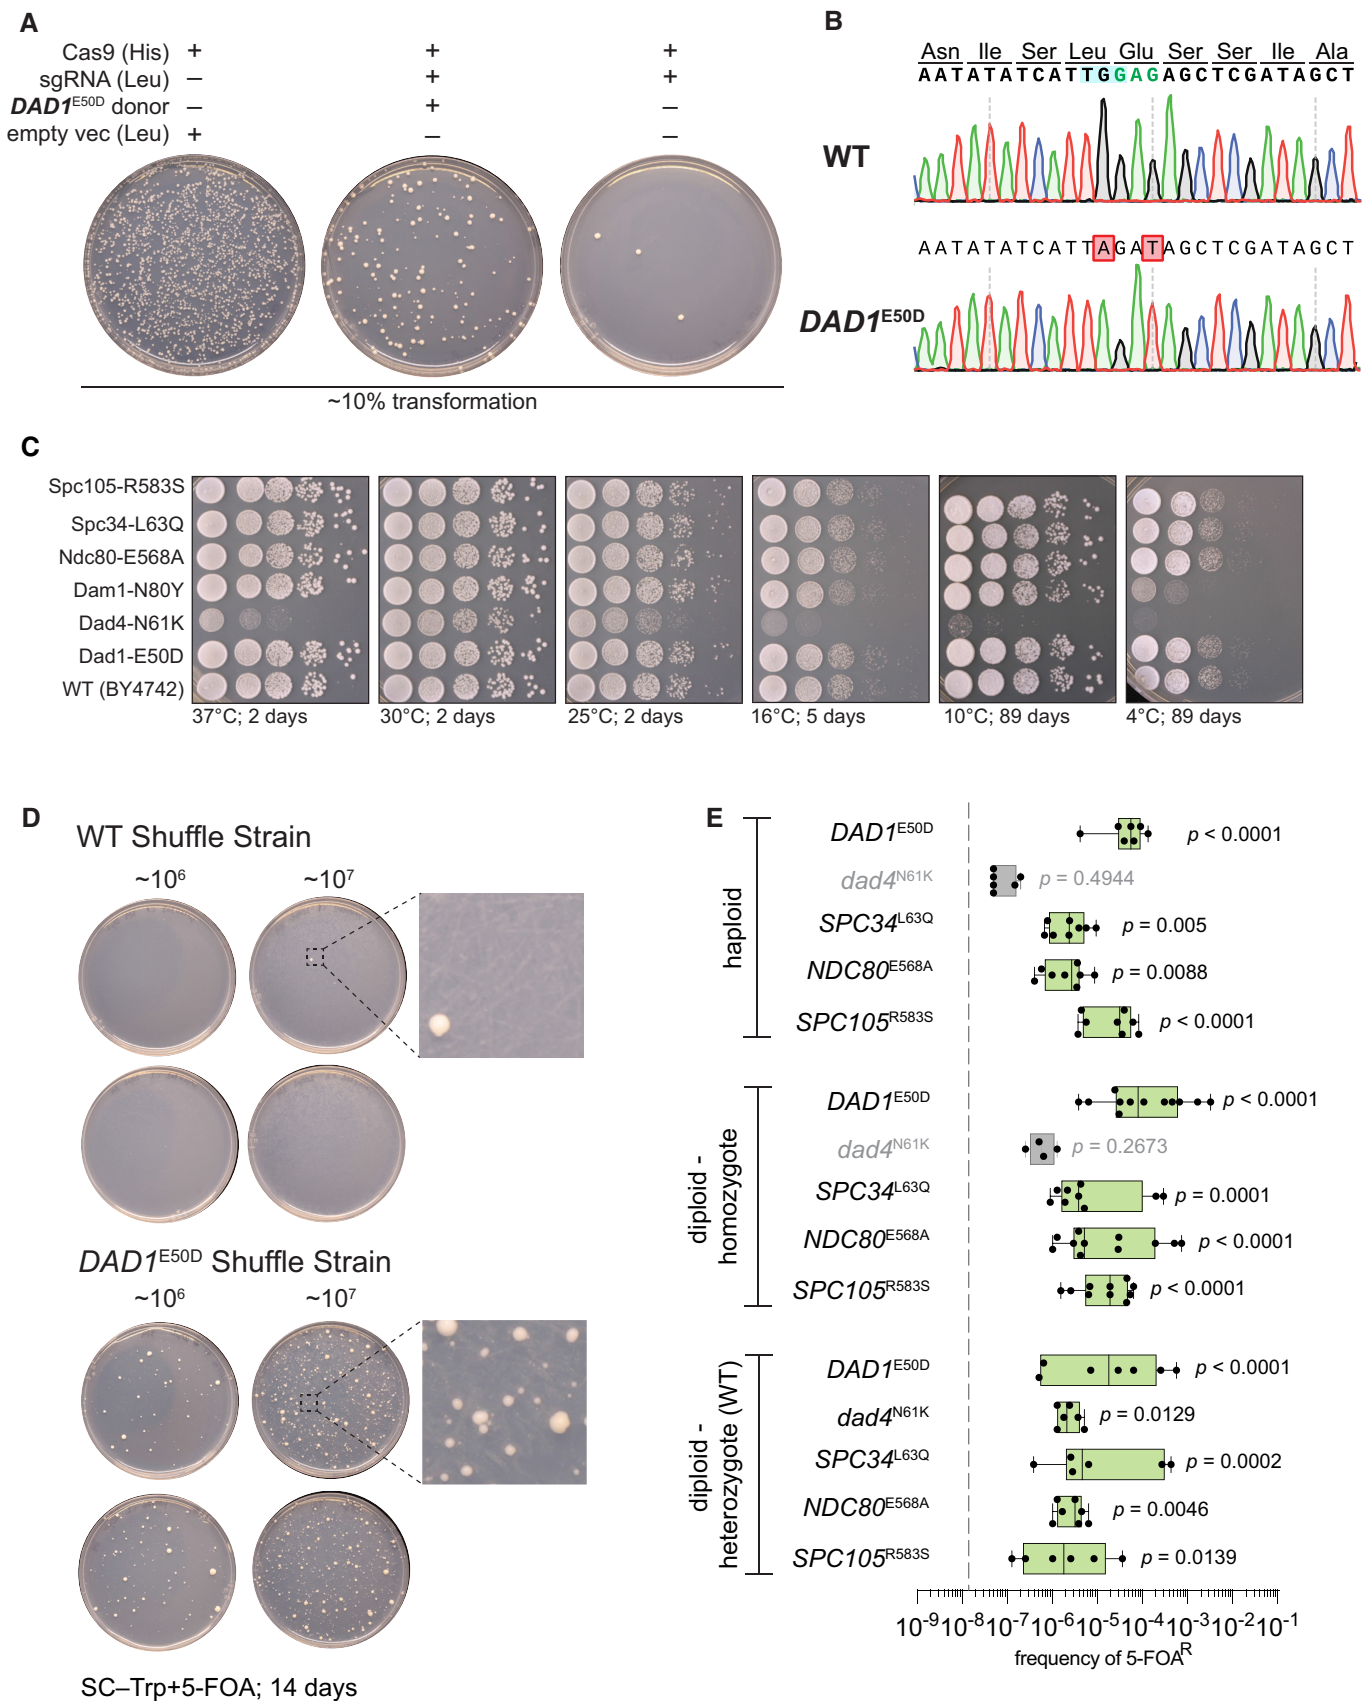 A
Cas9 (His) + + +
sgRNA (Leu) – + +
DAD1E50D donor – + –
empty vec (Leu) + – –
~10% transformation
B
Asn Ile Ser Leu Glu Ser Ser Ile Ala
AATATATCATTGGAGAGCTCGATAGCT
WT
AATATATCATTAGATAGCTCGATAGCT
DAD1E50D
C
Spc105-R583S
Spc34-L63Q
Ndc80-E568A
Dam1-N80Y
Dad4-N61K
Dad1-E50D
WT (BY4742)
37°C; 2 days 30°C; 2 days 25°C; 2 days 16°C; 5 days 10°C; 89 days 4°C; 89 days
D
WT Shuffle Strain
~10⁶ ~10⁷
DAD1E50D Shuffle Strain
~10⁶ ~10⁷
SC–Trp+5-FOA; 14 days
E
haploid
DAD1E50D p < 0.0001
dad4N61K p = 0.4944
SPC34L63Q p = 0.005
NDC80E568A p = 0.0088
SPC105R583S p < 0.0001
diploid - homozygote
DAD1E50D p < 0.0001
dad4N61K p = 0.2673
SPC34L63Q p = 0.0001
NDC80E568A p < 0.0001
SPC105R583S p < 0.0001
diploid - heterozygote (WT)
DAD1E50D p < 0.0001
dad4N61K p = 0.0129
SPC34L63Q p = 0.0002
NDC80E568A p = 0.0046
SPC105R583S p = 0.0139
10⁻⁹ 10⁻⁸ 10⁻⁷ 10⁻⁶ 10⁻⁵ 10⁻⁴ 10⁻³ 10⁻² 10⁻¹
frequency of 5-FOAR